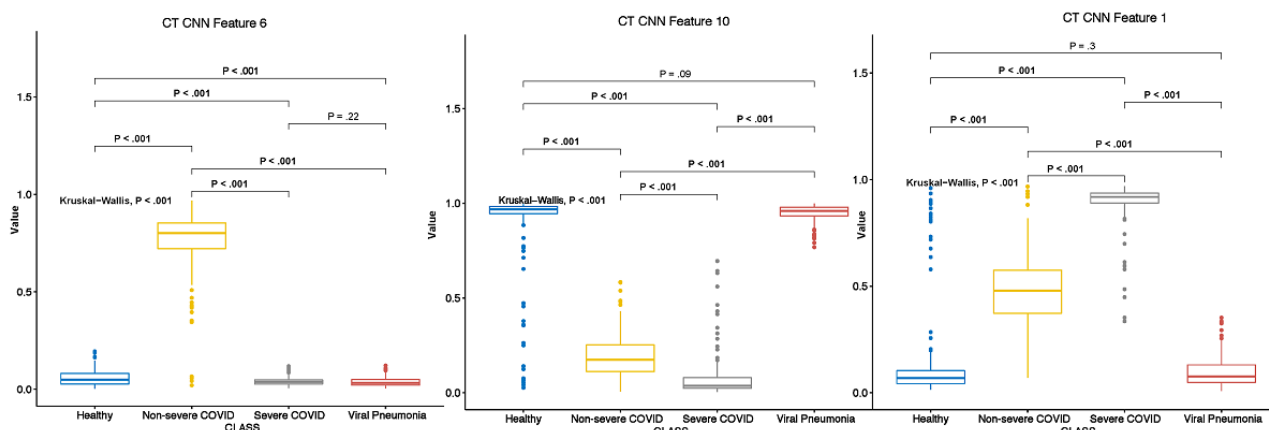 CT CNN Feature 6
P < .001
P < .001
1.5
P = .22
P < .001
P < .001
P < .001
Kruskal-Wallis, P < .001
1.0
Value
0.5
0.0
Healthy
Non-severe COVID
Severe COVID
Viral Pneumonia
CLASS
CT CNN Feature 10
P = .09
P < .001
1.5
P < .001
P < .001
P < .001
P < .001
Kruskal-Wallis, P < .001
1.0
Value
0.5
0.0
Healthy
Non-severe COVID
Severe COVID
Viral Pneumonia
CLASS
CT CNN Feature 1
P = .3
P < .001
1.5
P < .001
P < .001
P < .001
P < .001
Kruskal-Wallis, P < .001
1.0
Value
0.5
0.0
Healthy
Non-severe COVID
Severe COVID
Viral Pneumonia
CLASS